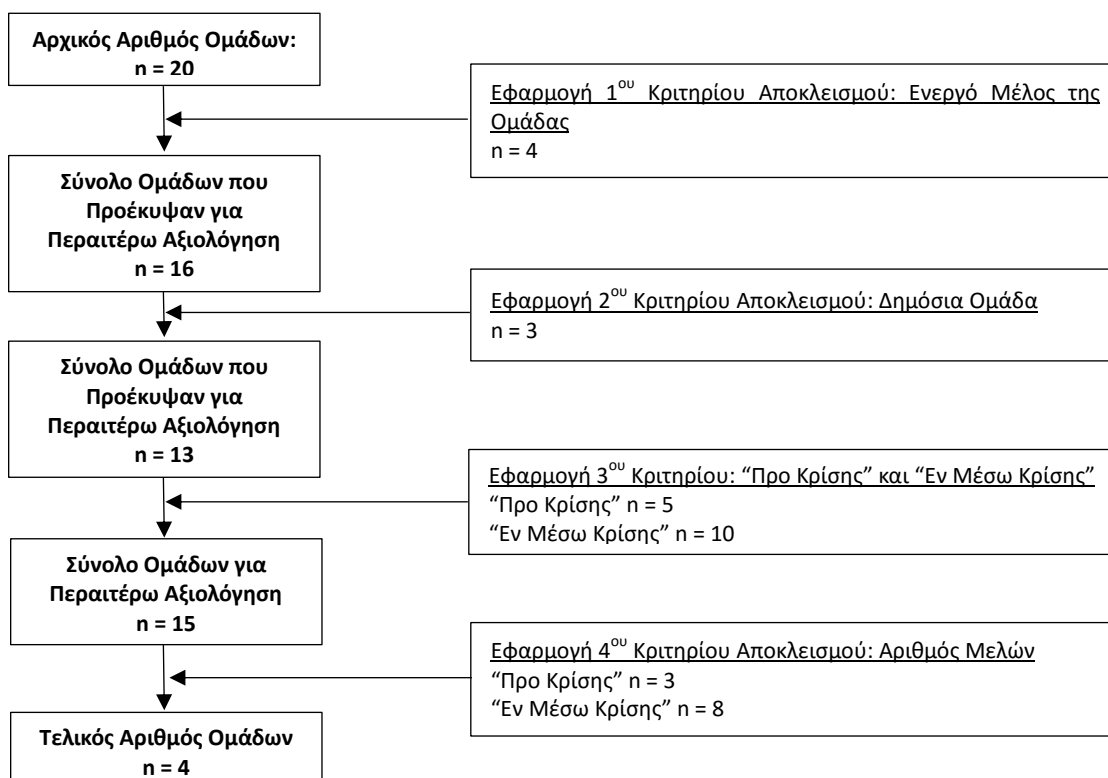 Αρχικός Αριθμός Ομάδων:
n = 20
Εφαρμογή 1ου Κριτηρίου Αποκλεισμού: Ενεργό Μέλος της
Ομάδας
n = 4
Σύνολο Ομάδων που
Προέκυψαν για
Περαιτέρω Αξιολόγηση
n = 16
Εφαρμογή 2ου Κριτηρίου Αποκλεισμού: Δημόσια Ομάδα
n = 3
Σύνολο Ομάδων που
Προέκυψαν για
Περαιτέρω Αξιολόγηση
n = 13
Εφαρμογή 3ου Κριτηρίου: “Προ Κρίσης” και “Εν Μέσω Κρίσης”
“Προ Κρίσης” n = 5
“Εν Μέσω Κρίσης” n = 10
Σύνολο Ομάδων για
Περαιτέρω Αξιολόγηση
n = 15
Εφαρμογή 4ου Κριτηρίου Αποκλεισμού: Αριθμός Μελών
“Προ Κρίσης” n = 3
“Εν Μέσω Κρίσης” n = 8
Τελικός Αριθμός Ομάδων
n = 4